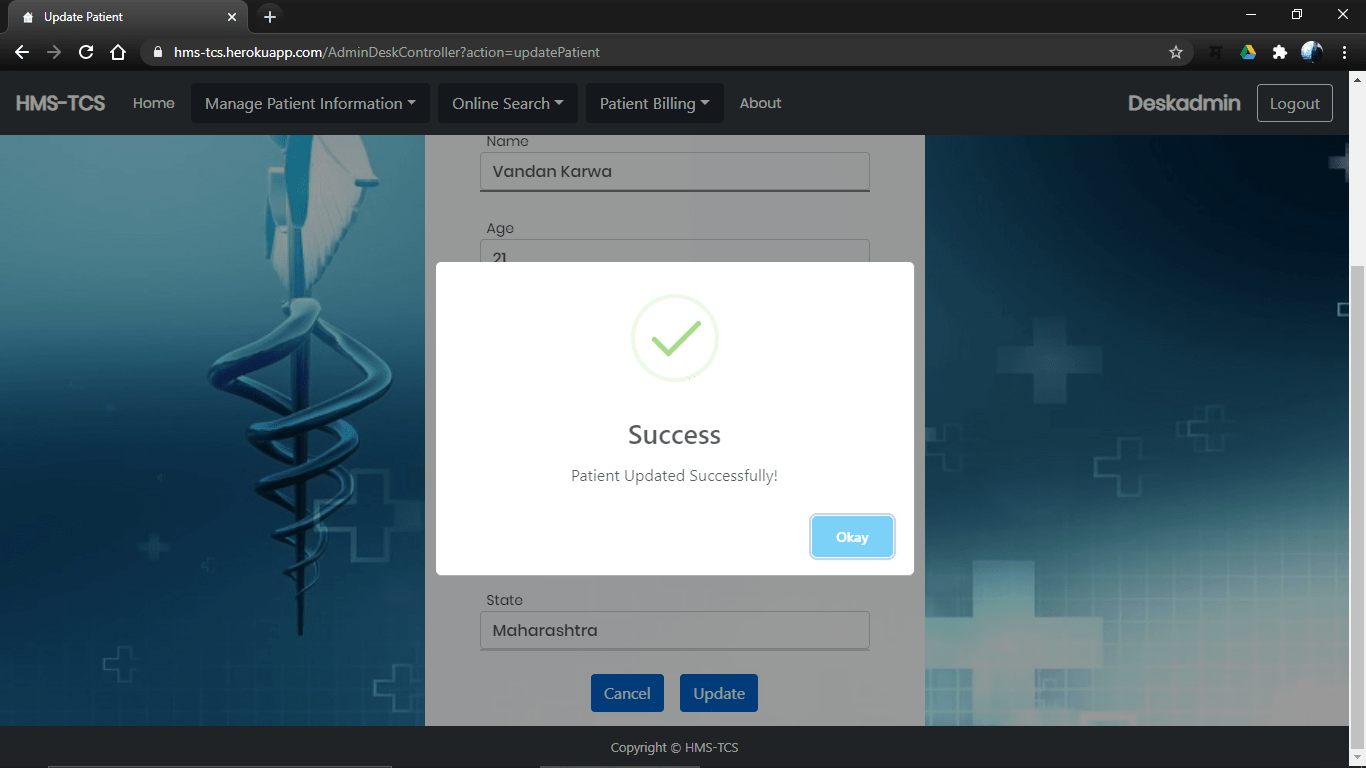 Update Patient
hms-tcs.herokuapp.com/AdminDeskController?action=updatePatient
HMS-TCS Home Manage Patient Information Online Search Patient Billing About Deskadmin Logout
Name
Vandan Karwa
Age
21
Success
Patient Updated Successfully!
Okay
State
Maharashtra
Cancel Update
Copyright © HMS-TCS